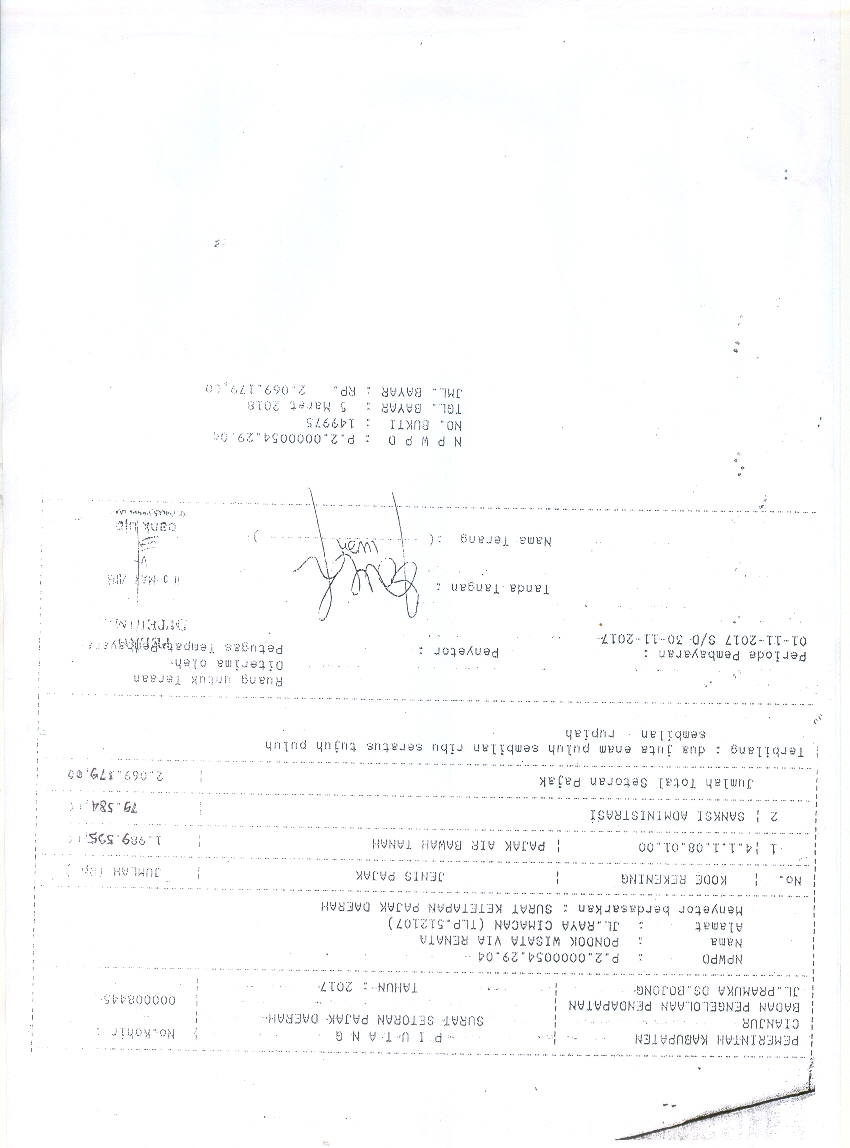 PEMERINTAH KABUPATEN
CIANJUR
BADAN PENGELOLAAN PENDAPATAN
JL.PRAMUKA DS.BOJONG
P I U T A N G
SURAT SETORAN PAJAK DAERAH
TAHUN : 2017
No.Kohir :
000008445
NPWPD : P.2.0000054.29.04
Nama : PONDOK WISATA VIA RENATA
Alamat : JL.RAYA CIMACAN (TLP.512107)
Menyetor berdasarkan : SURAT KETETAPAN PAJAK DAERAH
No. | KODE REKENING | JENIS PAJAK | JUMLAH (Rp.)
1 | 4.1.1.08.01.00 | PAJAK AIR BAWAH TANAH | 1.989.595,
2 | SANKSI ADMINISTRASI | 79.584,
Jumlah Total Setoran Pajak | 2.069.179,00
Terbilang : dua juta enam puluh sembilan ribu seratus tujuh puluh
sembilan rupiah
Periode Pembayaran :
01-11-2017 S/D 30-11-2017
Penyetor :
Tanda Tangan :
Nama Terang : ( )
Ruang untuk Teraan
Diterima oleh
Petugas Tempat Pembayara
bank bjb
N P W P D : P.2.0000054.29.04
NO. BUKTI : 149975
TGL. BAYAR : 5 Maret 2018
JML. BAYAR : RP. 2.069.179,00